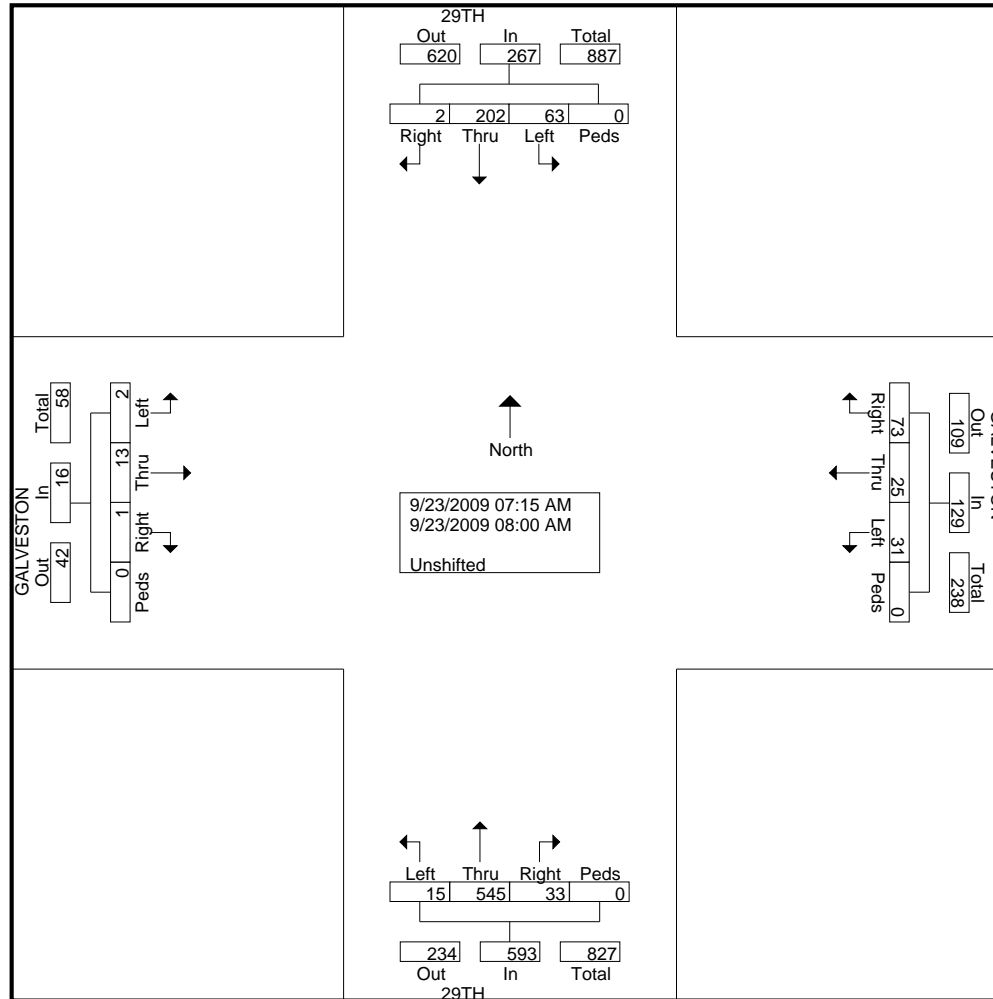 29TH
Out In Total
620 267 887
2 202 63 0
Right Thru Left Peds
North
9/23/2009 07:15 AM
9/23/2009 08:00 AM
Unshifted
GALVESTON
Total In Out
58 16 42
2 13 1 0
Left Thru Right Peds
Out In Total
109 129 238
73 25 31 0
Right Thru Left Peds
Left Thru Right Peds
15 545 33 0
234 593 827
Out In Total
29TH